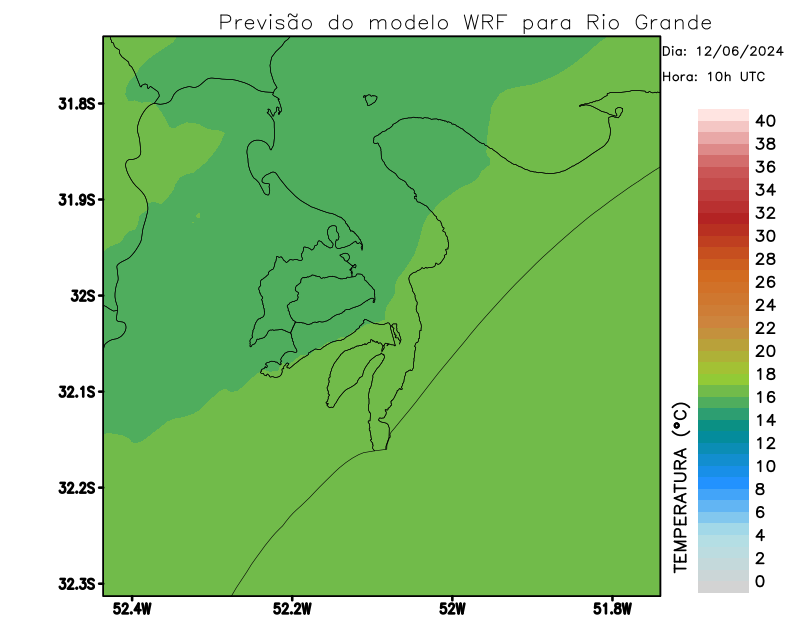 Previsão do modelo WRF para Rio Grande
Dia: 12/06/2024
Hora: 10h UTC
31.8S
31.9S
32S
32.1S
32.2S
32.3S
52.4W
52.2W
52W
51.8W
TEMPERATURA (°C)
40
38
36
34
32
30
28
26
24
22
20
18
16
14
12
10
8
6
4
2
0